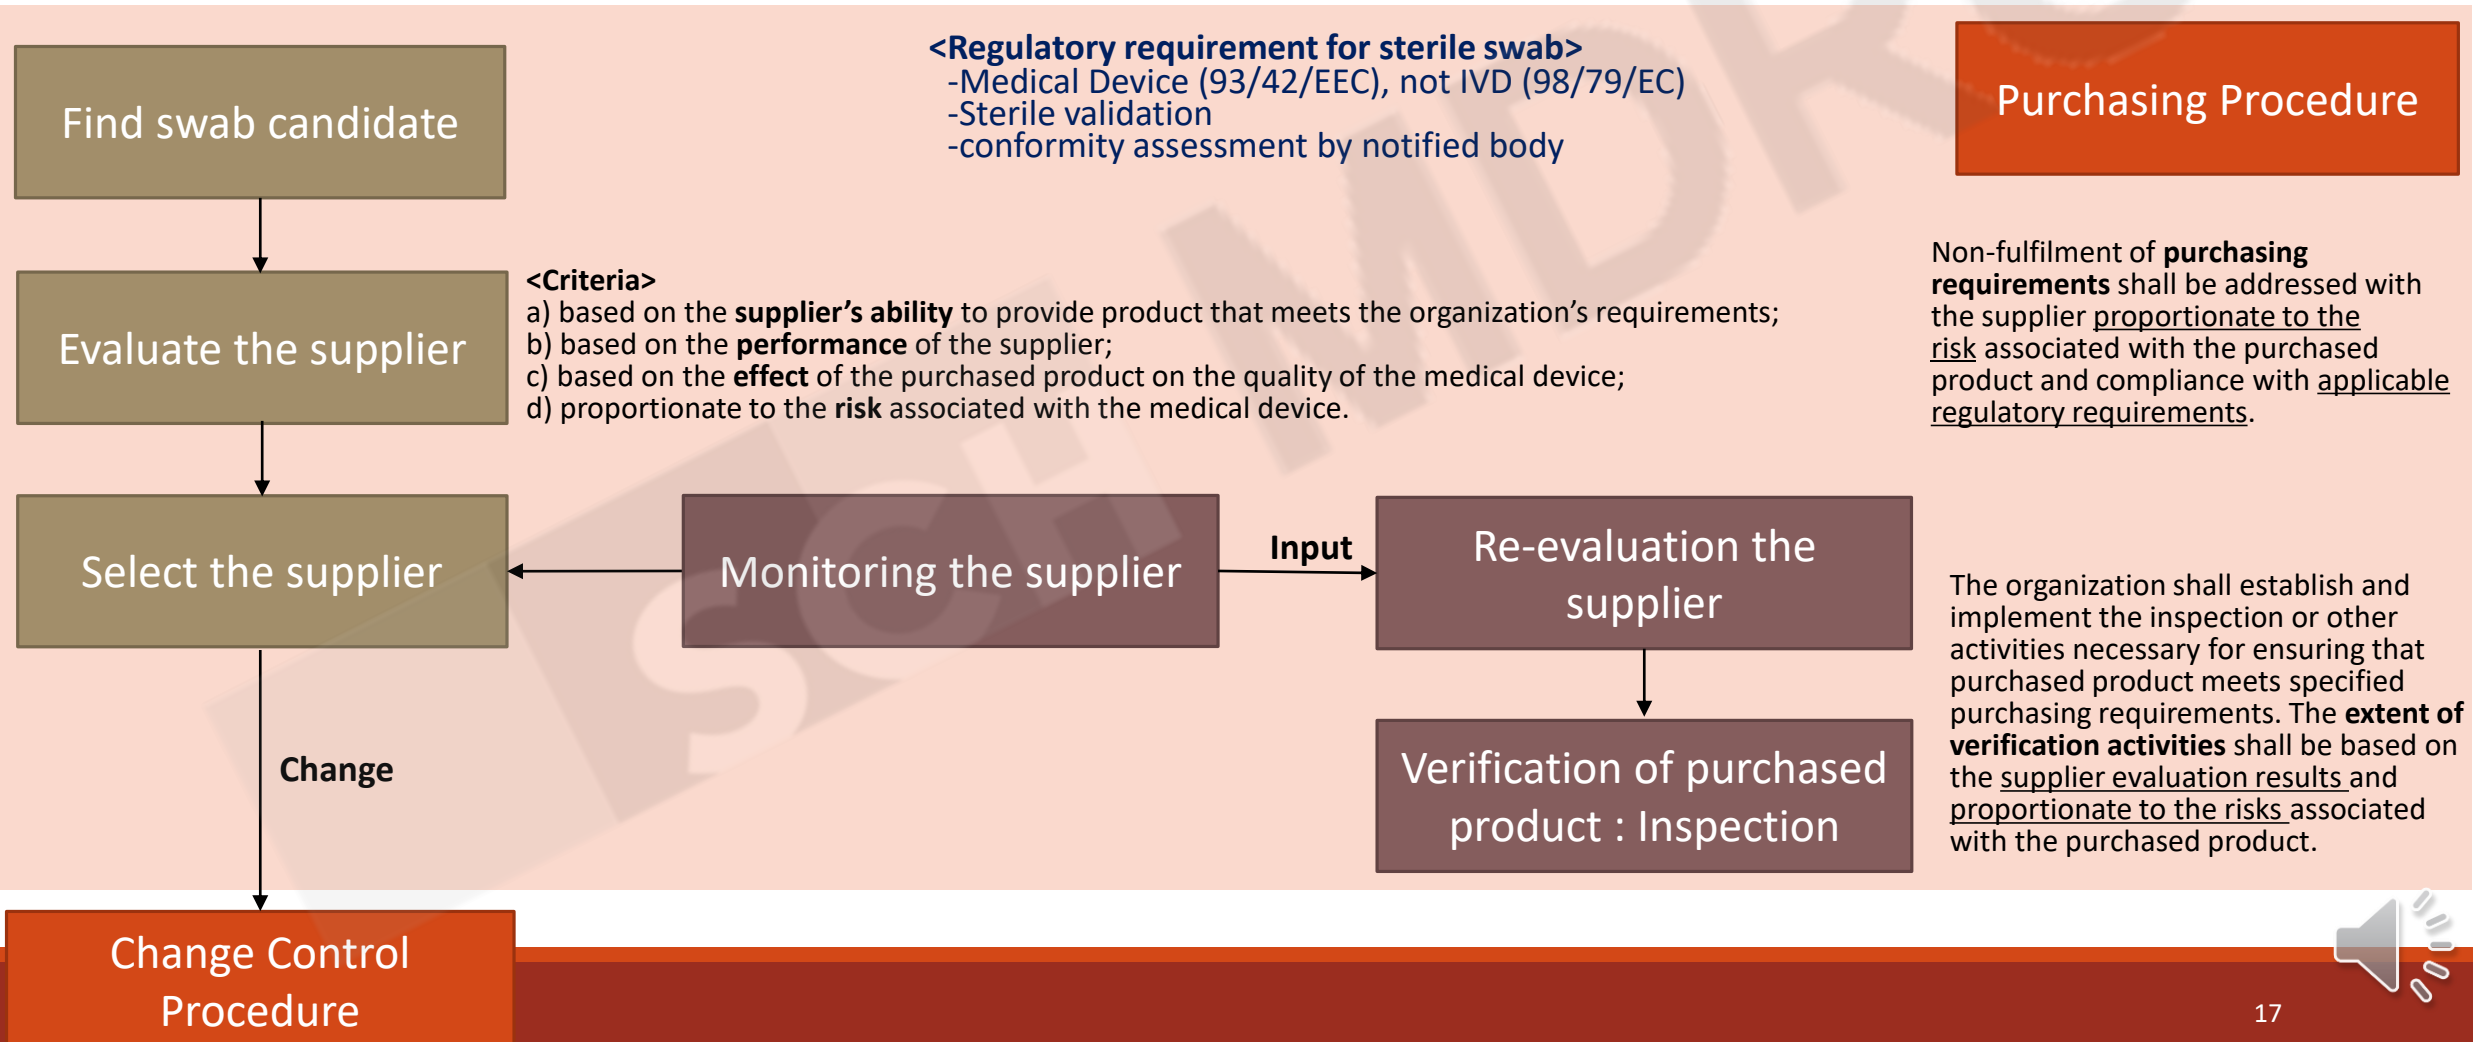 Find swab candidate
<Regulatory requirement for sterile swab>
-Medical Device (93/42/EEC), not IVD (98/79/EC)
-Sterile validation
-conformity assessment by notified body
Purchasing Procedure
Evaluate the supplier
<Criteria>
a) based on the supplier’s ability to provide product that meets the organization’s requirements;
b) based on the performance of the supplier;
c) based on the effect of the purchased product on the quality of the medical device;
d) proportionate to the risk associated with the medical device.
Non-fulfilment of purchasing
requirements shall be addressed with
the supplier proportionate to the
risk associated with the purchased
product and compliance with applicable
regulatory requirements.
Select the supplier
Monitoring the supplier
Input
Re-evaluation the
supplier
The organization shall establish and
implement the inspection or other
activities necessary for ensuring that
purchased product meets specified
purchasing requirements. The extent of
verification activities shall be based on
the supplier evaluation results and
proportionate to the risks associated
with the purchased product.
Verification of purchased
product : Inspection
Change
Change Control
Procedure
17
SCH MDR